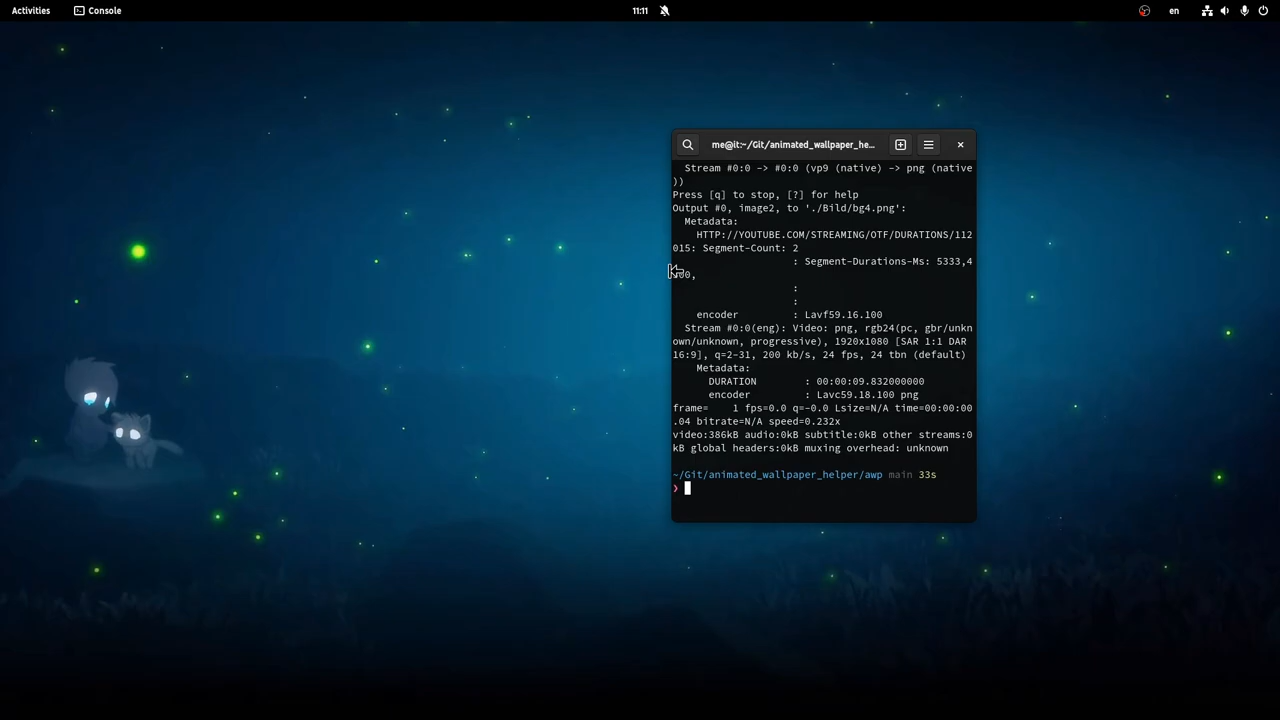 Activities Console 11:11 en
me@it:~/Git/animated_wallpaper_he...
Stream #0:0 -> #0:0 (vp9 (native) -> png (native
))
Press [q] to stop, [?] for help
Output #0, image2, to './Bild/bg4.png':
Metadata:
HTTP://YOUTUBE.COM/STREAMING/OTF/DURATIONS/112
015: Segment-Count: 2
: Segment-Durations-Ms: 5333,4
00,
:
:
encoder : Lavf59.16.100
Stream #0:0(eng): Video: png, rgb24(pc, gbr/unkn
own/unknown, progressive), 1920x1080 [SAR 1:1 DAR
16:9], q=2-31, 200 kb/s, 24 fps, 24 tbn (default)
Metadata:
DURATION : 00:00:09.832000000
encoder : Lavc59.18.100 png
frame= 1 fps=0.0 q=-0.0 Lsize=N/A time=00:00:00
.04 bitrate=N/A speed=0.232x
video:386kB audio:0kB subtitle:0kB other streams:0
kB global headers:0kB muxing overhead: unknown
~/Git/animated_wallpaper_helper/awp main 33s
❯